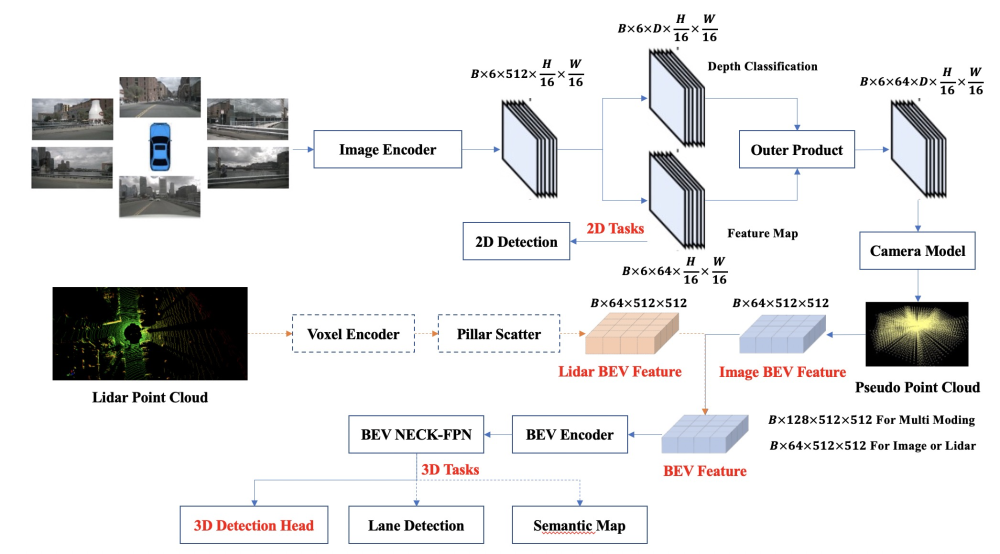 B×6×D×H/16×W/16
Depth Classification
B×6×512×H/16×W/16
B×6×64×D×H/16×W/16
Image Encoder
Outer Product
2D Tasks
2D Detection
Feature Map
Camera Model
B×6×64×H/16×W/16
B×64×512×512
B×64×512×512
Voxel Encoder
Pillar Scatter
Lidar BEV Feature
Image BEV Feature
Pseudo Point Cloud
Lidar Point Cloud
B×128×512×512 For Multi Moding
BEV NECK-FPN
BEV Encoder
B×64×512×512 For Image or Lidar
3D Tasks
BEV Feature
3D Detection Head
Lane Detection
Semantic Map